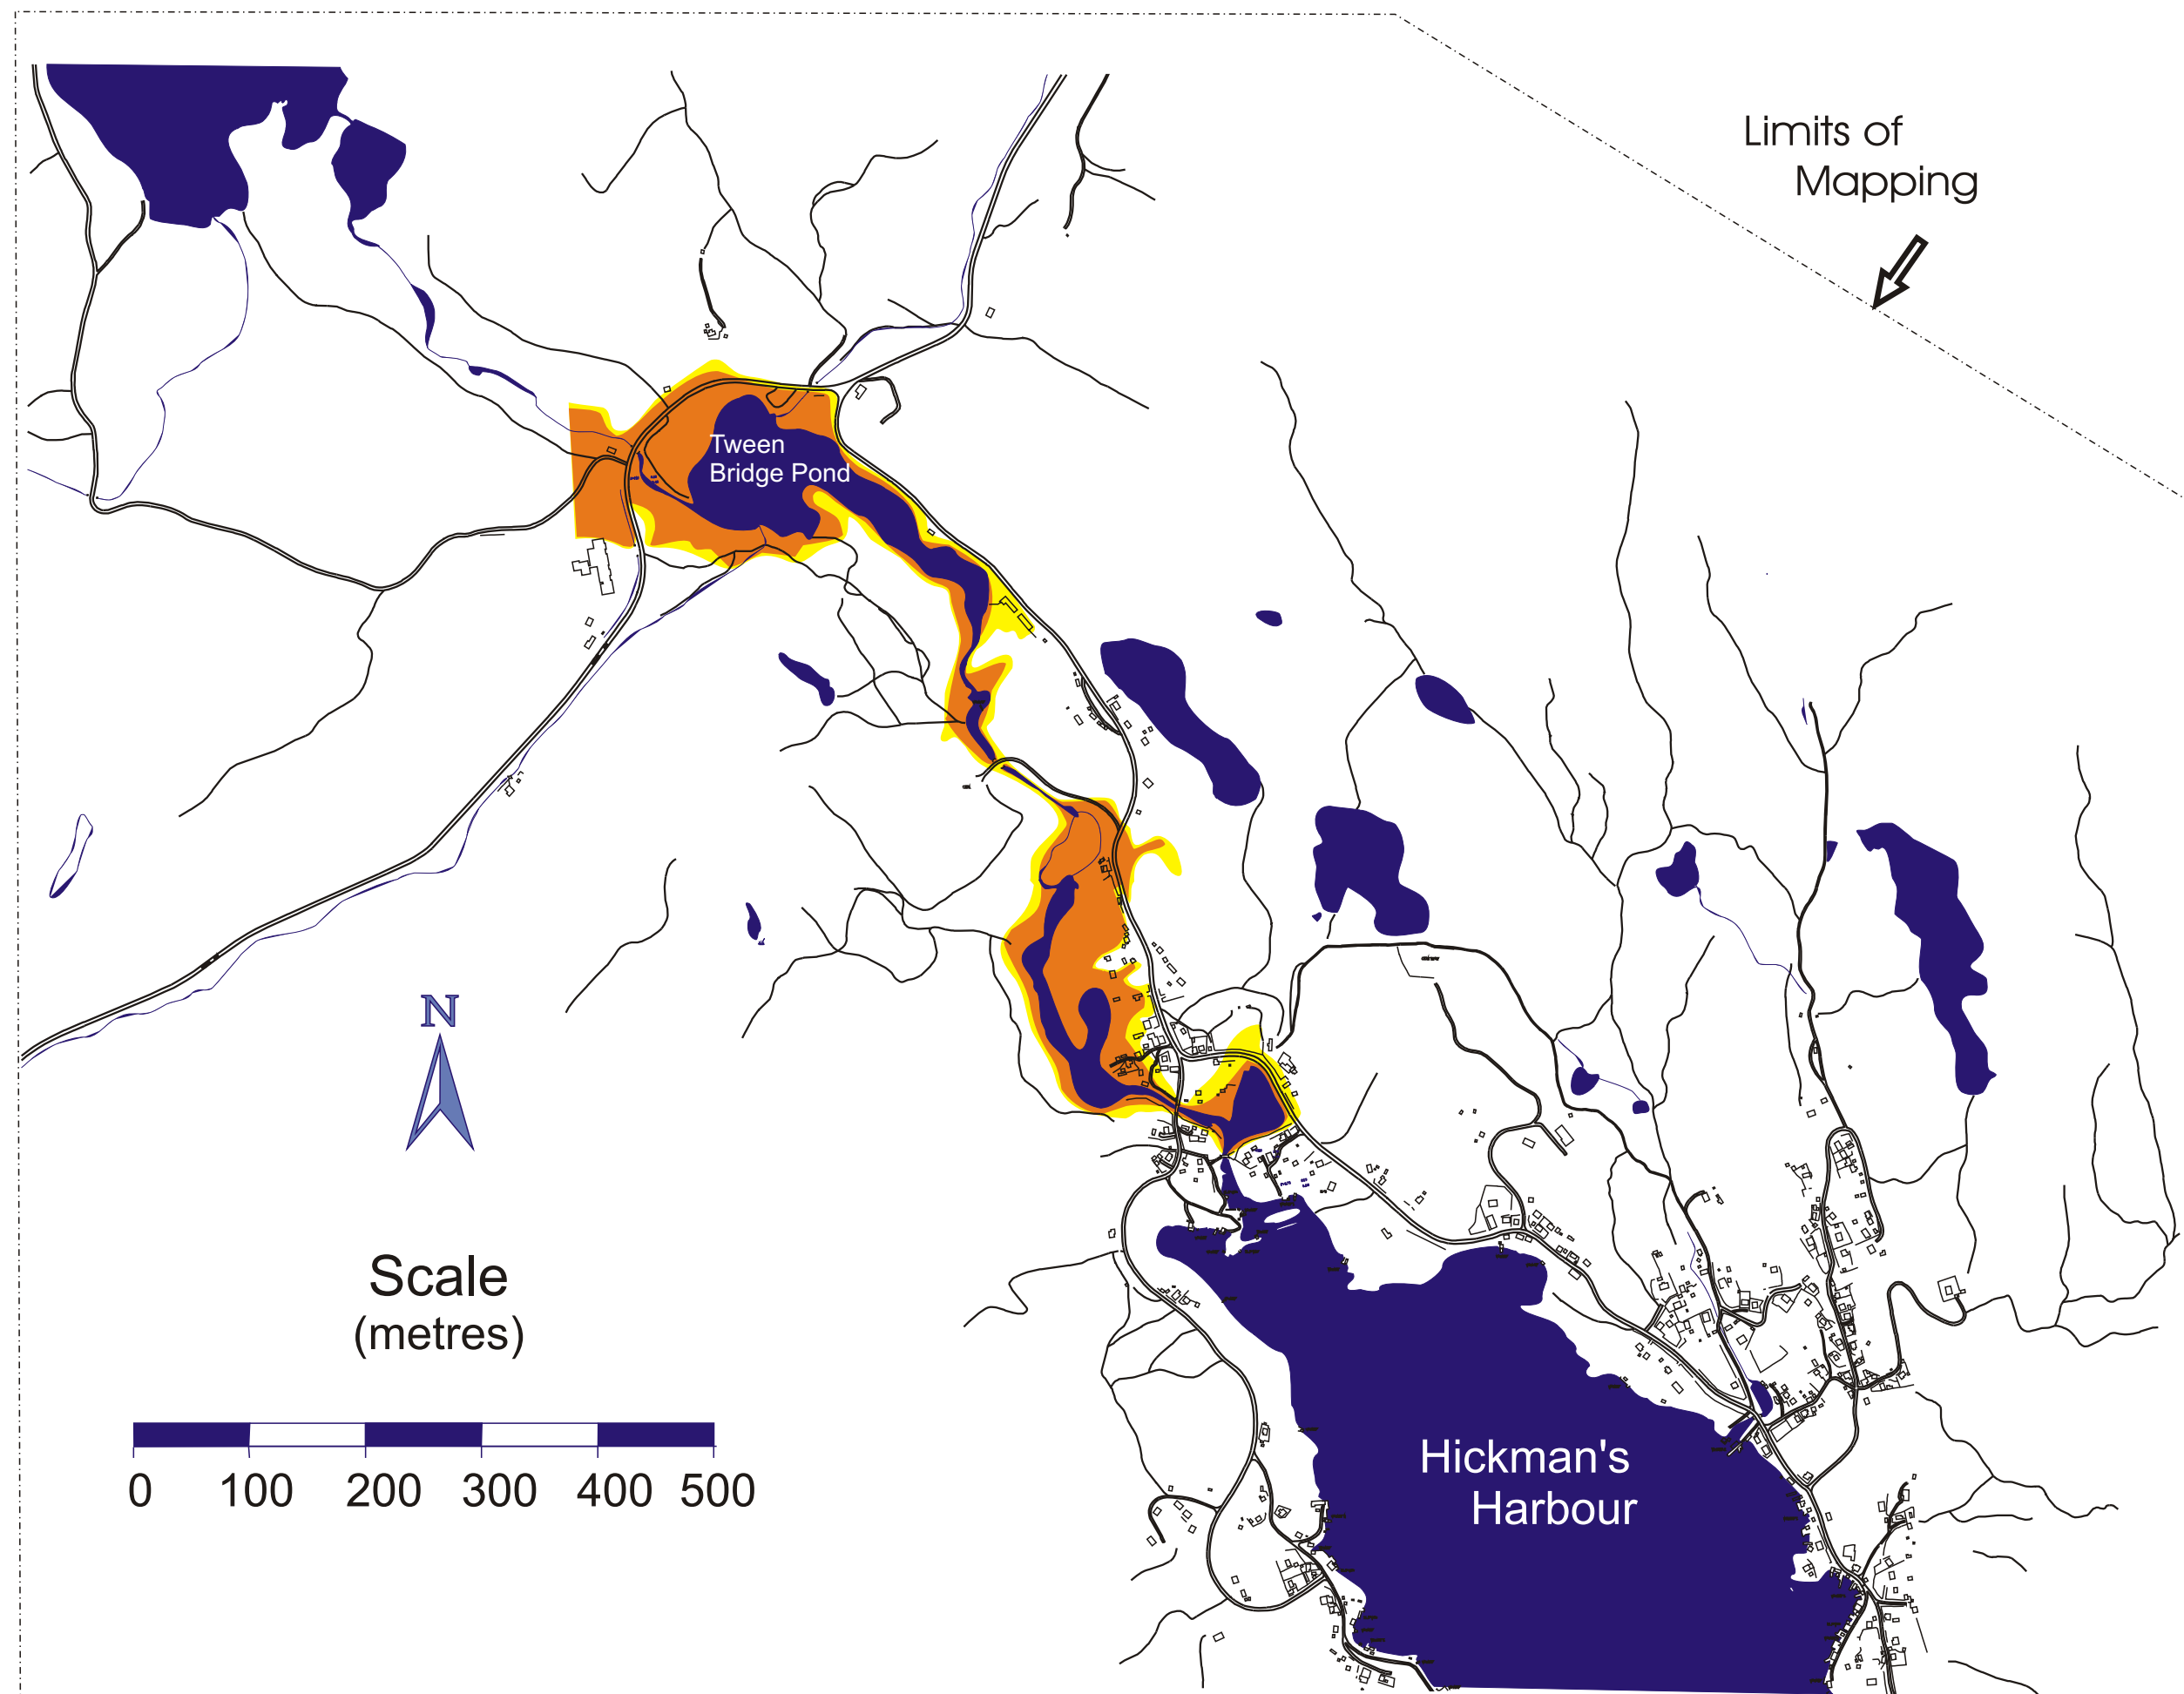 Limits of
Mapping
Tween
Bridge Pond
N
Scale
(metres)
0 100 200 300 400 500
Hickman's
Harbour